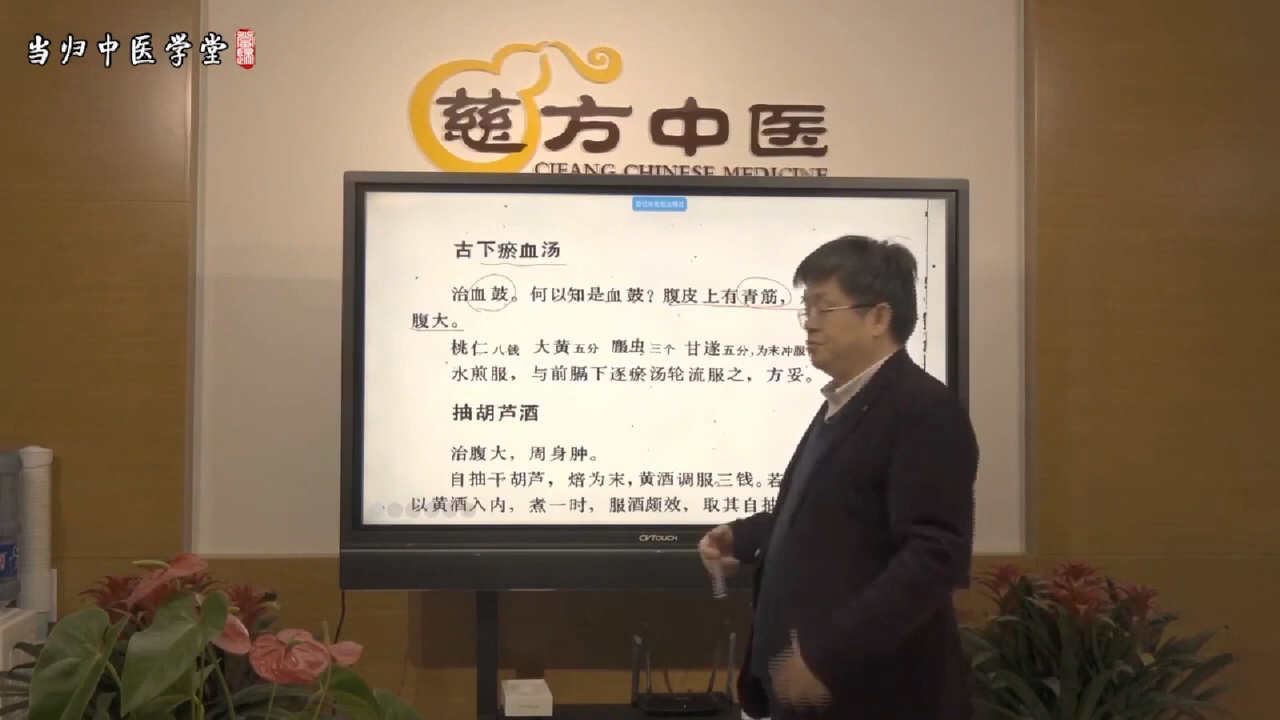 当归中医学堂
慈方中医
CIFANG CHINESE MEDICINE
古下瘀血汤
治血鼓。何以知是血鼓？腹皮上有青筋，
腹大。
桃仁八钱 大黄五分 䗪虫三个 甘遂五分，为末冲服
水煎服，与前膈下逐瘀汤轮流服之，方妥。
抽胡芦酒
治腹大，周身肿。
自抽干胡芦，焙为末，黄酒调服三钱。若
以黄酒入内，煮一时，服酒颇效，取其自抽
CVTOUCH